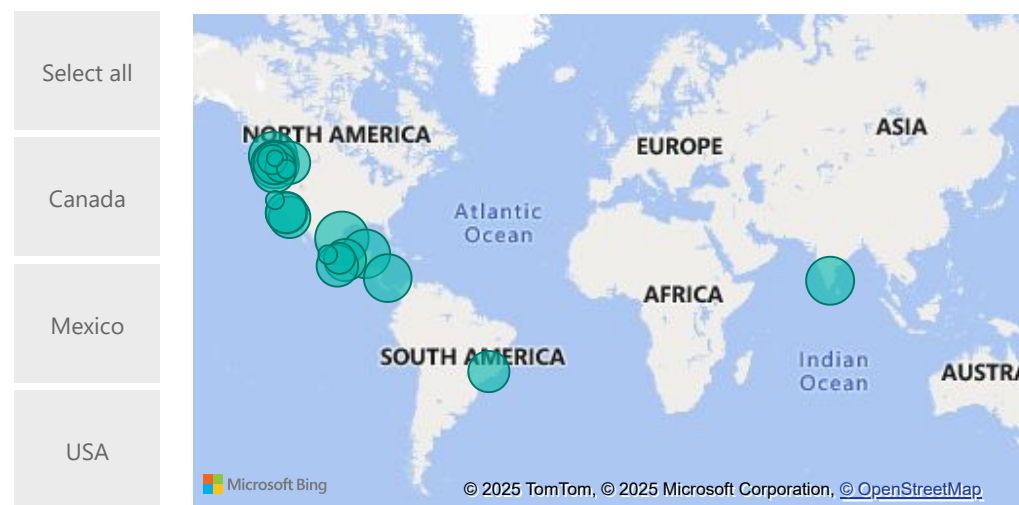 Select all
Canada
Mexico
USA
NORTH AMERICA
EUROPE
ASIA
Atlantic
Ocean
AFRICA
SOUTH AMERICA
Indian
Ocean
AUSTRA
Microsoft Bing
© 2025 TomTom, © 2025 Microsoft Corporation, © OpenStreetMap